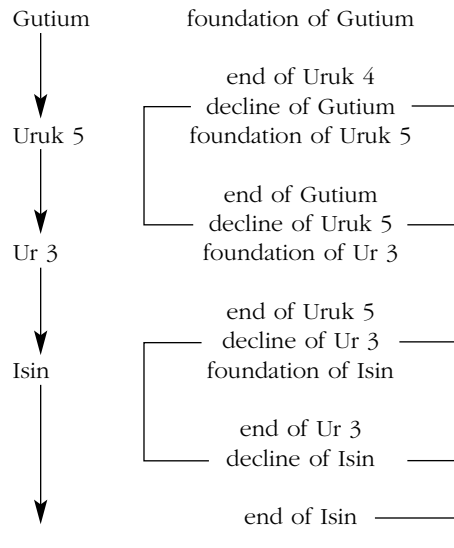 Gutium foundation of Gutium
end of Uruk 4
decline of Gutium
Uruk 5 foundation of Uruk 5
end of Gutium
decline of Uruk 5
Ur 3 foundation of Ur 3
end of Uruk 5
decline of Ur 3
Isin foundation of Isin
end of Ur 3
decline of Isin
end of Isin